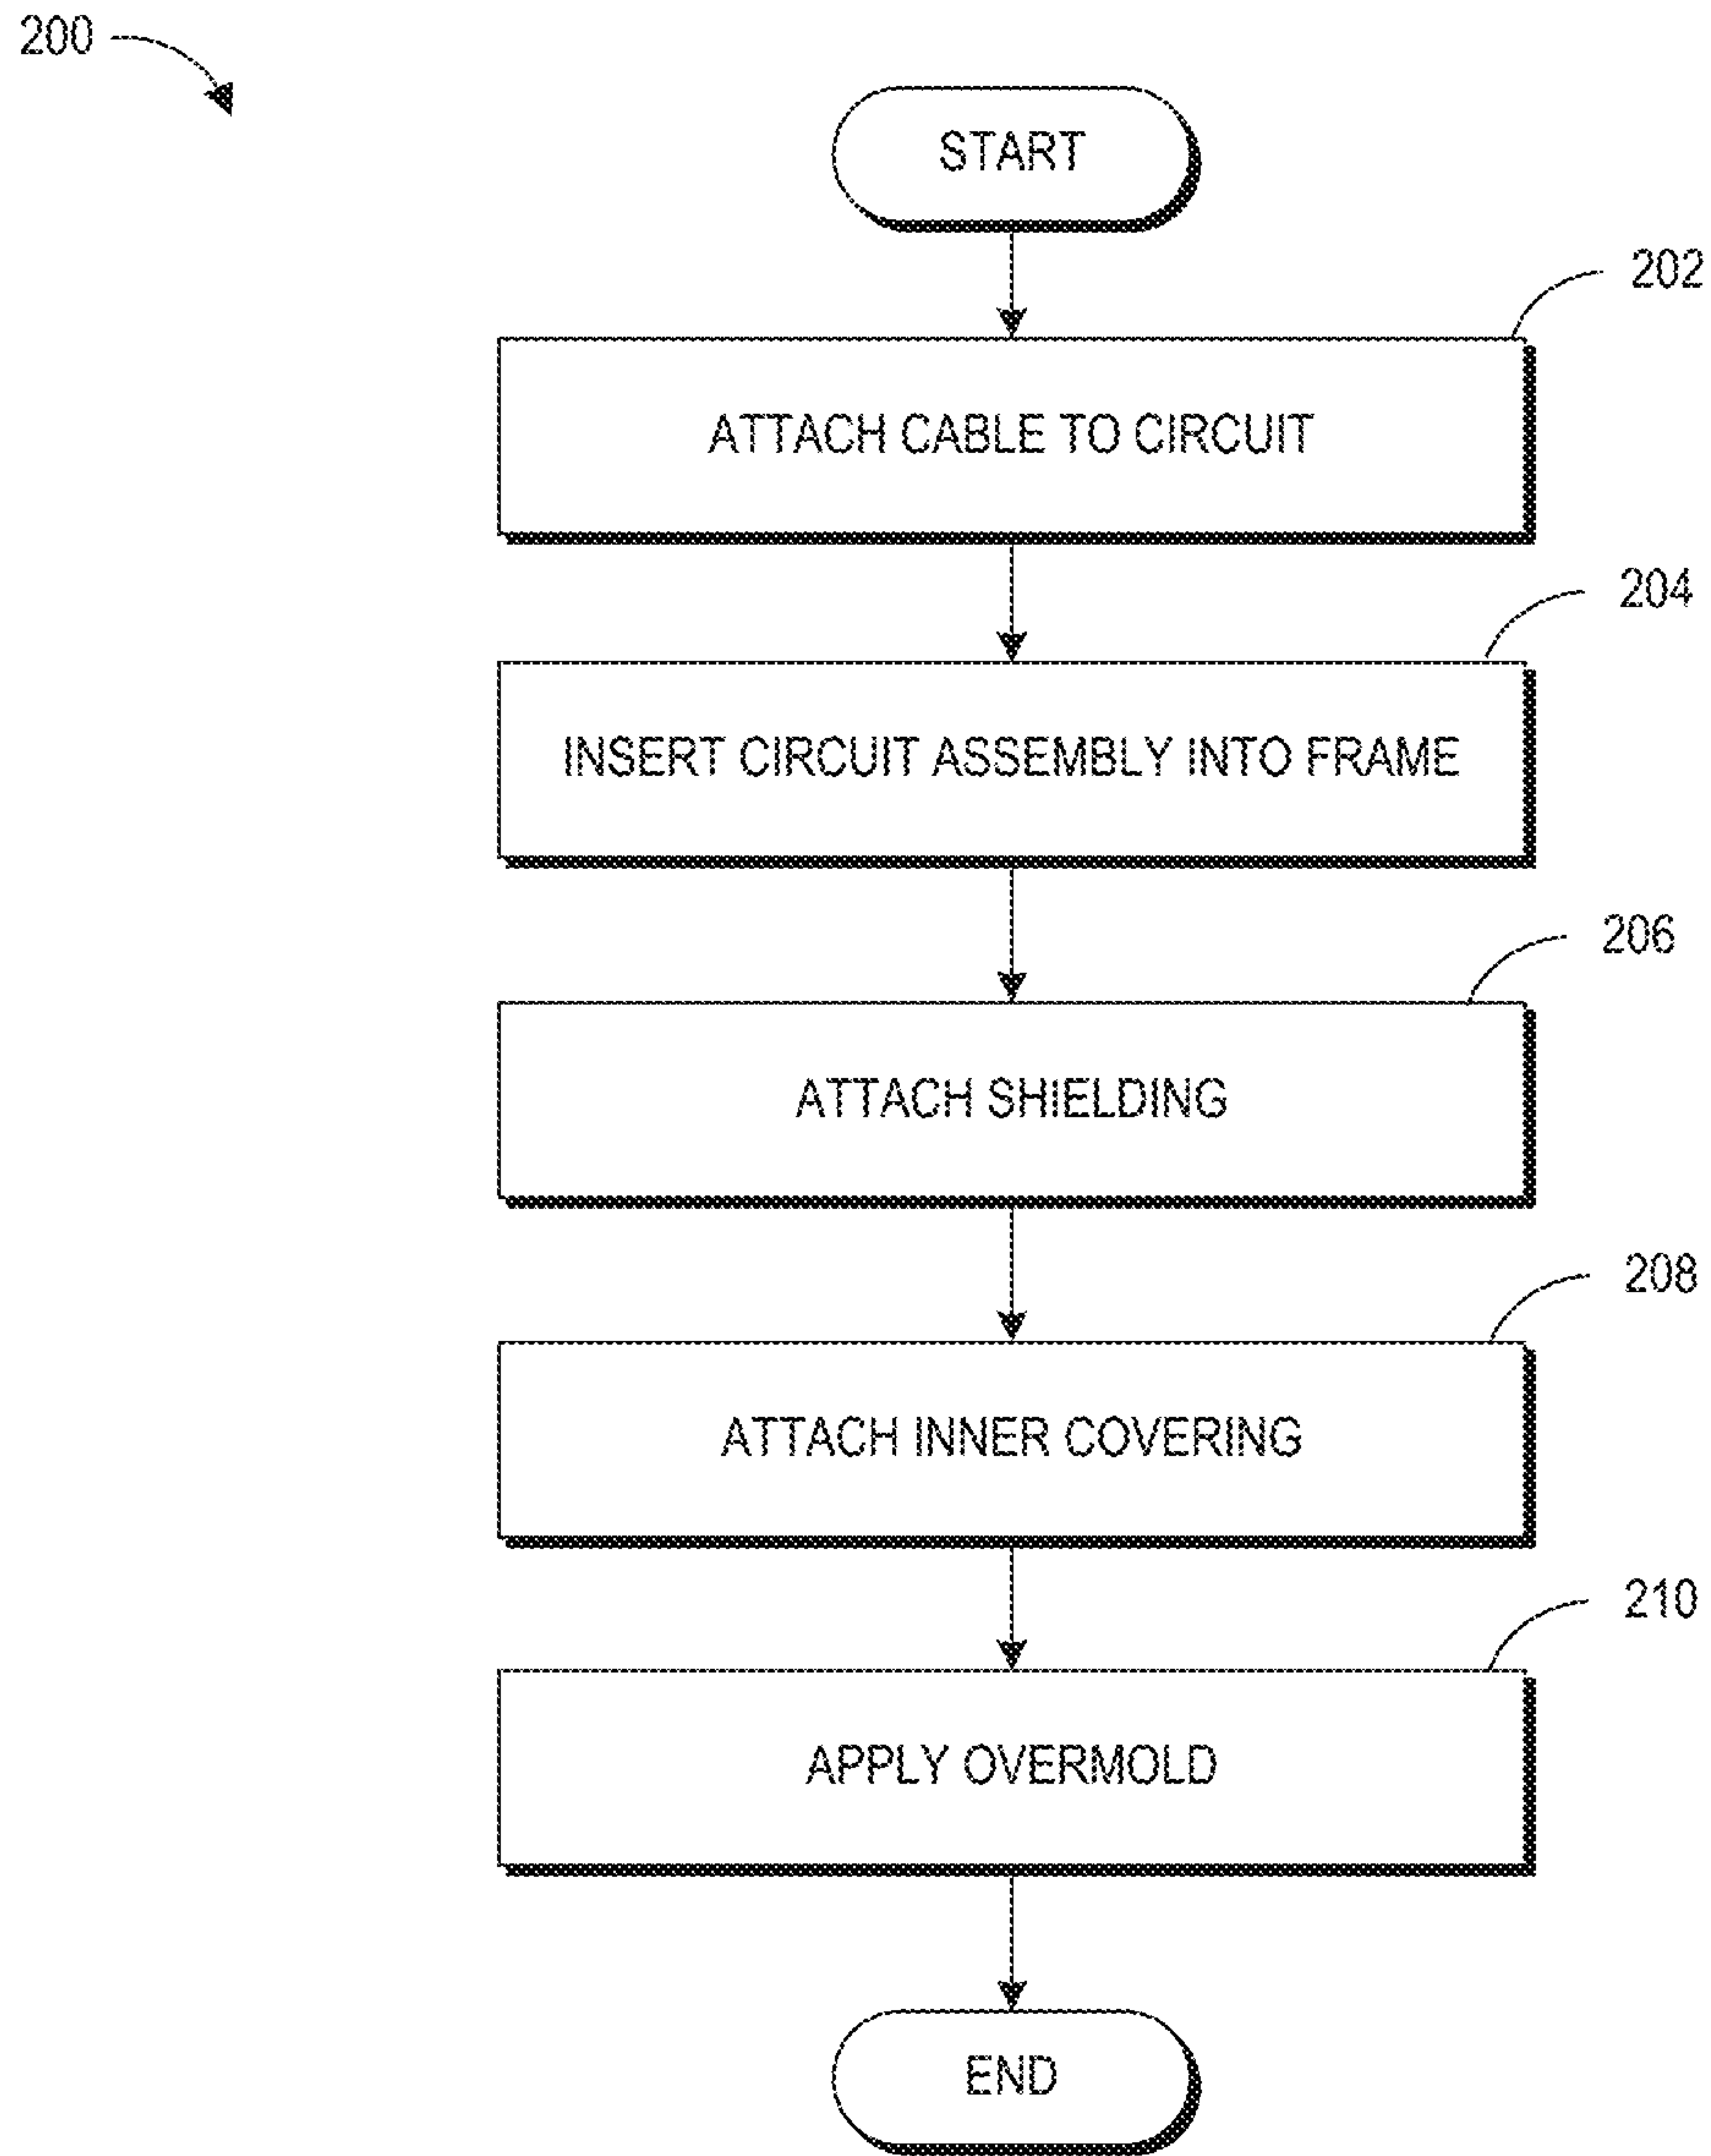 200
START
202
ATTACH CABLE TO CIRCUIT
204
INSERT CIRCUIT ASSEMBLY INTO FRAME
206
ATTACH SHIELDING
208
ATTACH INNER COVERING
210
APPLY OVERMOLD
END